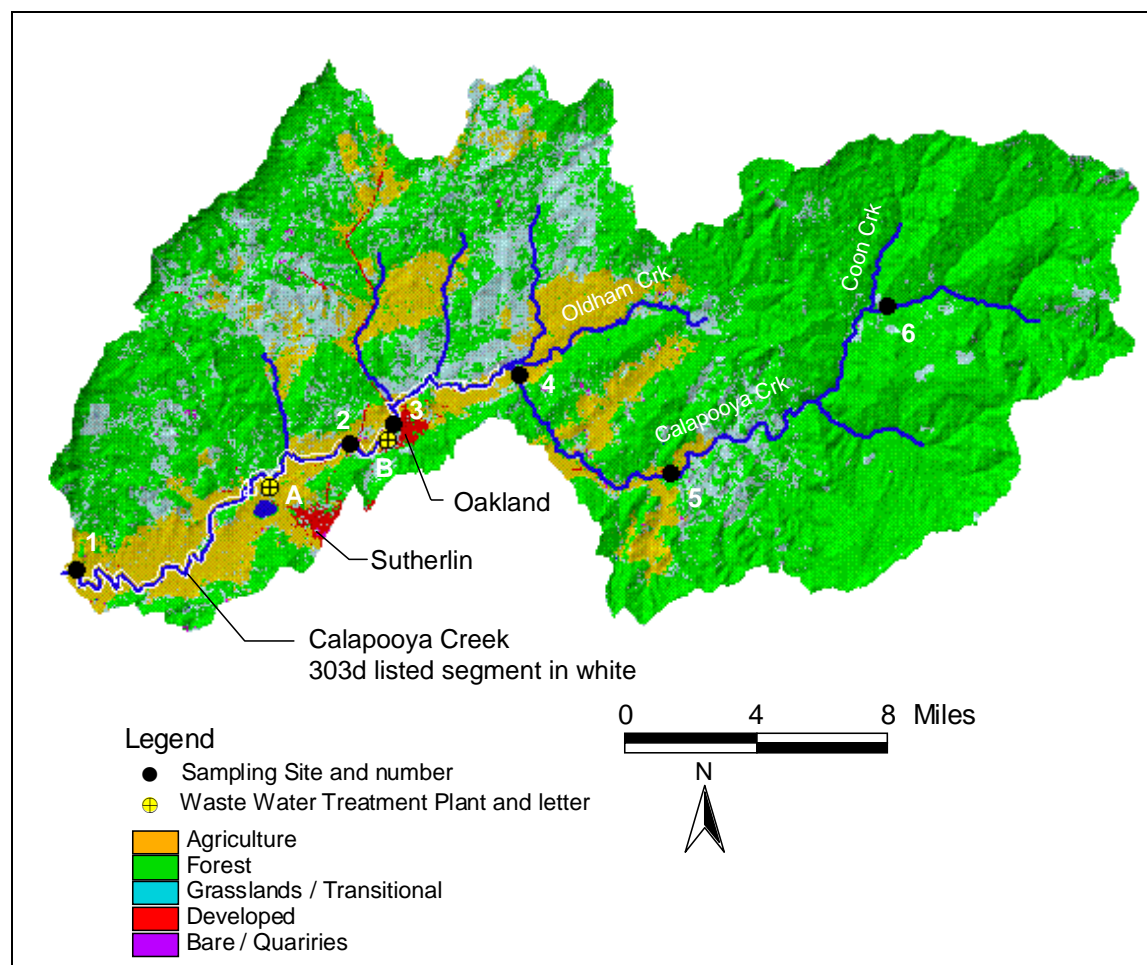 Coon Crk
Oldham Crk
6
4
Calapooya Crk
3
2
B
5
A
Oakland
1
Sutherlin
Calapooya Creek
303d listed segment in white
0 4 8 Miles
Legend
N
Sampling Site and number
Waste Water Treatment Plant and letter
Agriculture
Forest
Grasslands / Transitional
Developed
Bare / Quariries